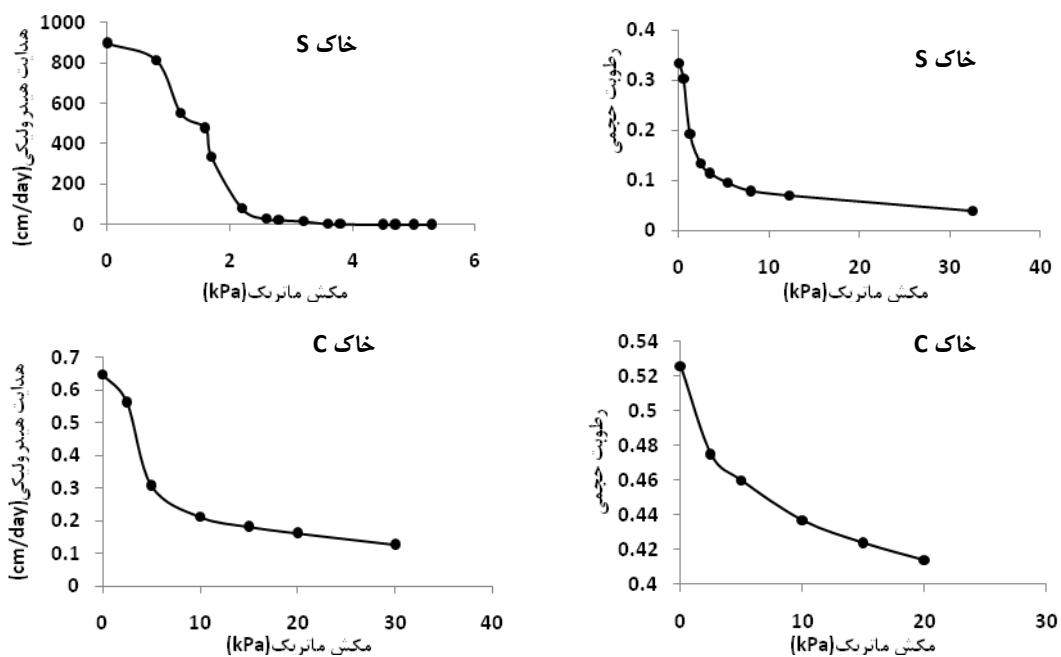 خاک S
هدایت هیدرولیکی(cm/day)
1000
800
600
400
200
0
0 2 4 6
مکش ماتریک(kPa)
خاک S
رطوبت حجمی
0.4
0.3
0.2
0.1
0
0 10 20 30 40
مکش ماتریک(kPa)
خاک C
هدایت هیدرولیکی(cm/day)
0.7
0.6
0.5
0.4
0.3
0.2
0.1
0
0 10 20 30 40
مکش ماتریک(kPa)
خاک C
رطوبت حجمی
0.54
0.52
0.5
0.48
0.46
0.44
0.42
0.4
0 10 20 30
مکش ماتریک(kPa)